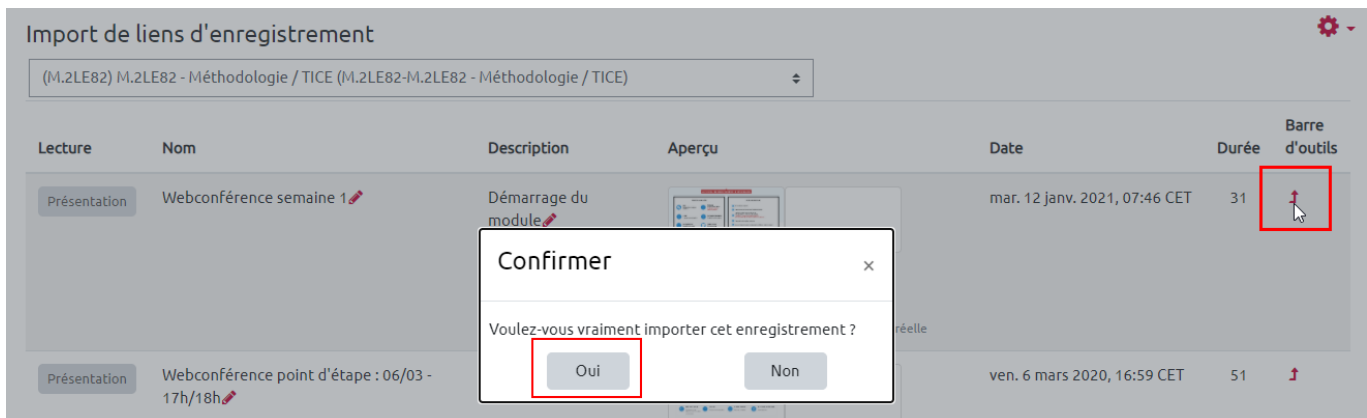 Import de liens d'enregistrement
(M.2LE82) M.2LE82 - Méthodologie / TICE (M.2LE82-M.2LE82 - Méthodologie / TICE)
Lecture Nom Description Aperçu Date Durée Barre
d'outils
Présentation Webconférence semaine 1 Démarrage du mar. 12 janv. 2021, 07:46 CET 31
module
Confirmer ×
Voulez-vous vraiment importer cet enregistrement ? réelle
Oui Non
Présentation Webconférence point d'étape : 06/03 - ven. 6 mars 2020, 16:59 CET 51
17h/18h